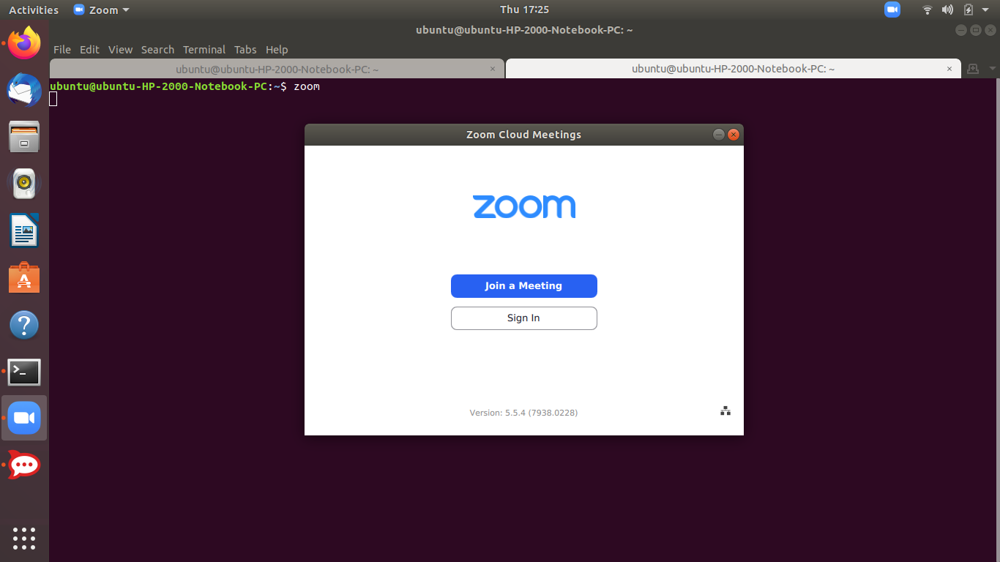 Activities Zoom Thu 17:25
ubuntu@ubuntu-HP-2000-Notebook-PC: ~
File Edit View Search Terminal Tabs Help
ubuntu@ubuntu-HP-2000-Notebook-PC: ~ × ubuntu@ubuntu-HP-2000-Notebook-PC: ~ ×
ubuntu@ubuntu-HP-2000-Notebook-PC:~$ zoom
Zoom Cloud Meetings
zoom
Join a Meeting
Sign In
Version: 5.5.4 (7938.0228)